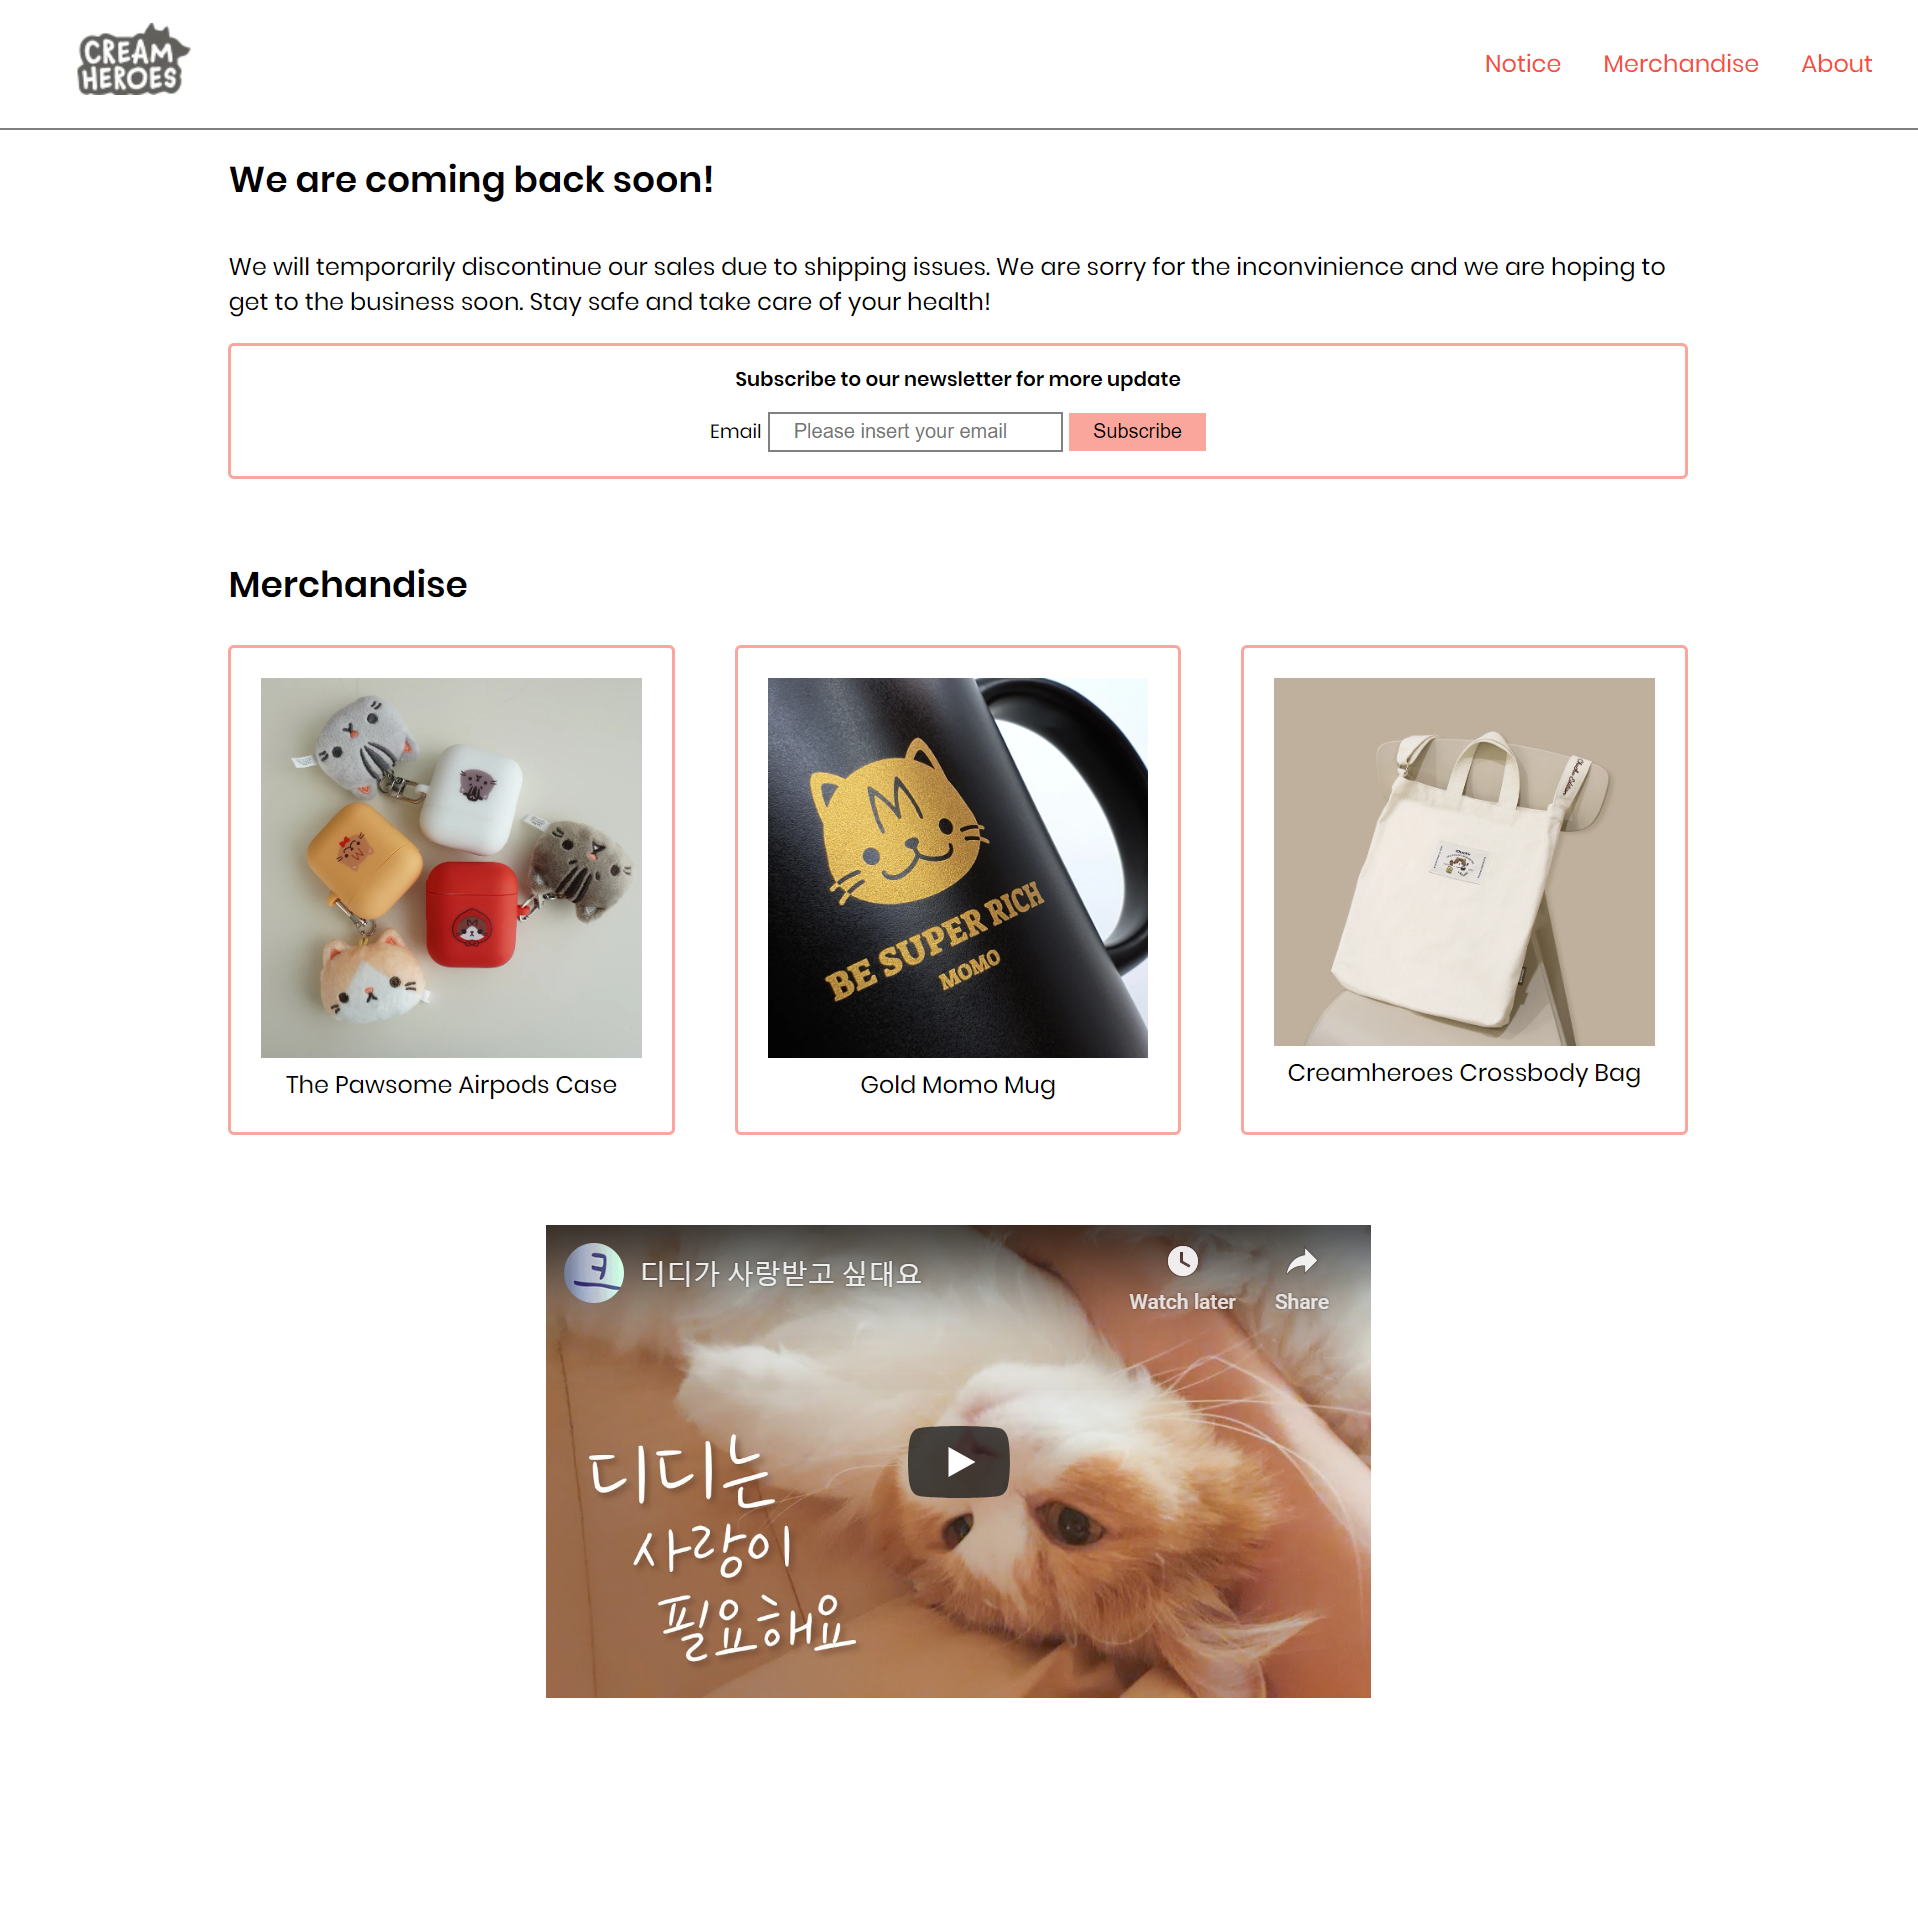 CREAM
HEROES
Notice
Merchandise
About
We are coming back soon!
We will temporarily discontinue our sales due to shipping issues. We are sorry for the inconvinience and we are hoping to
get to the business soon. Stay safe and take care of your health!
Subscribe to our newsletter for more update
Email
Please insert your email
Subscribe
Merchandise
M
BE SUPER RICH
MOMO
The Pawsome Airpods Case
Gold Momo Mug
Creamheroes Crossbody Bag
크
디디가 사랑받고 싶대요
Watch later
Share
디디는
사랑이
필요해요